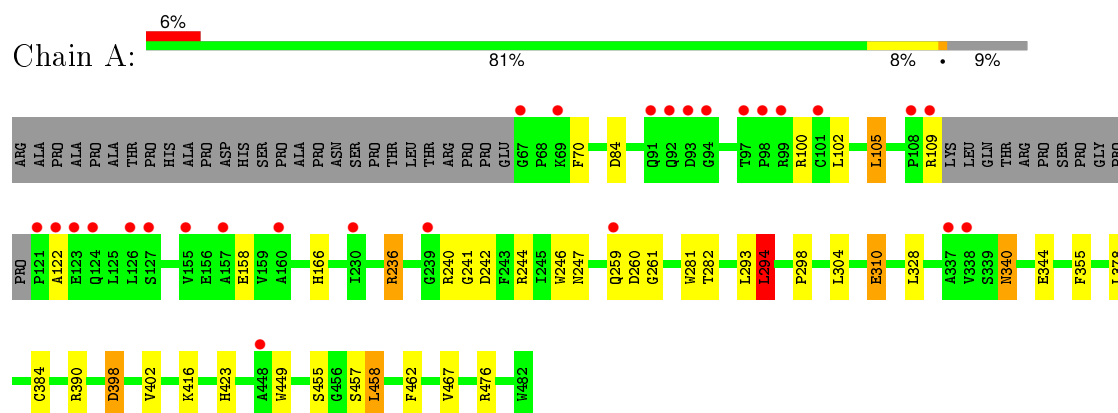 6%
Chain A:
81% 8% • 9%
ARG ALA PRO ALA PRO ALA THR PRO HIS ALA PRO ASP HIS SER PRO ALA PRO ASN SER PRO THR LEU THR ARG PRO PRO GLU G67 P68 K69 F70 D84 Q91 Q92 D93 G94 T97 P98 R99 R100 C101 L102 L105 P108 R109 LYS LEU GLN THR ARG PRO SER PRO GLY PRO
PRO P121 A122 E123 Q124 L125 L126 S127 V155 E156 A157 E158 V159 A160 H166 I230 R236 G239 R240 G241 D242 F243 R244 I245 W246 N247 Q259 D260 G261 W281 T282 L293 L294 P298 L304 E310 L328 A337 V338 S339 N340 E344 F355 L378
C384 R390 D398 V402 K416 H423 A448 W449 S455 G456 S457 L458 F462 V467 R476 W482